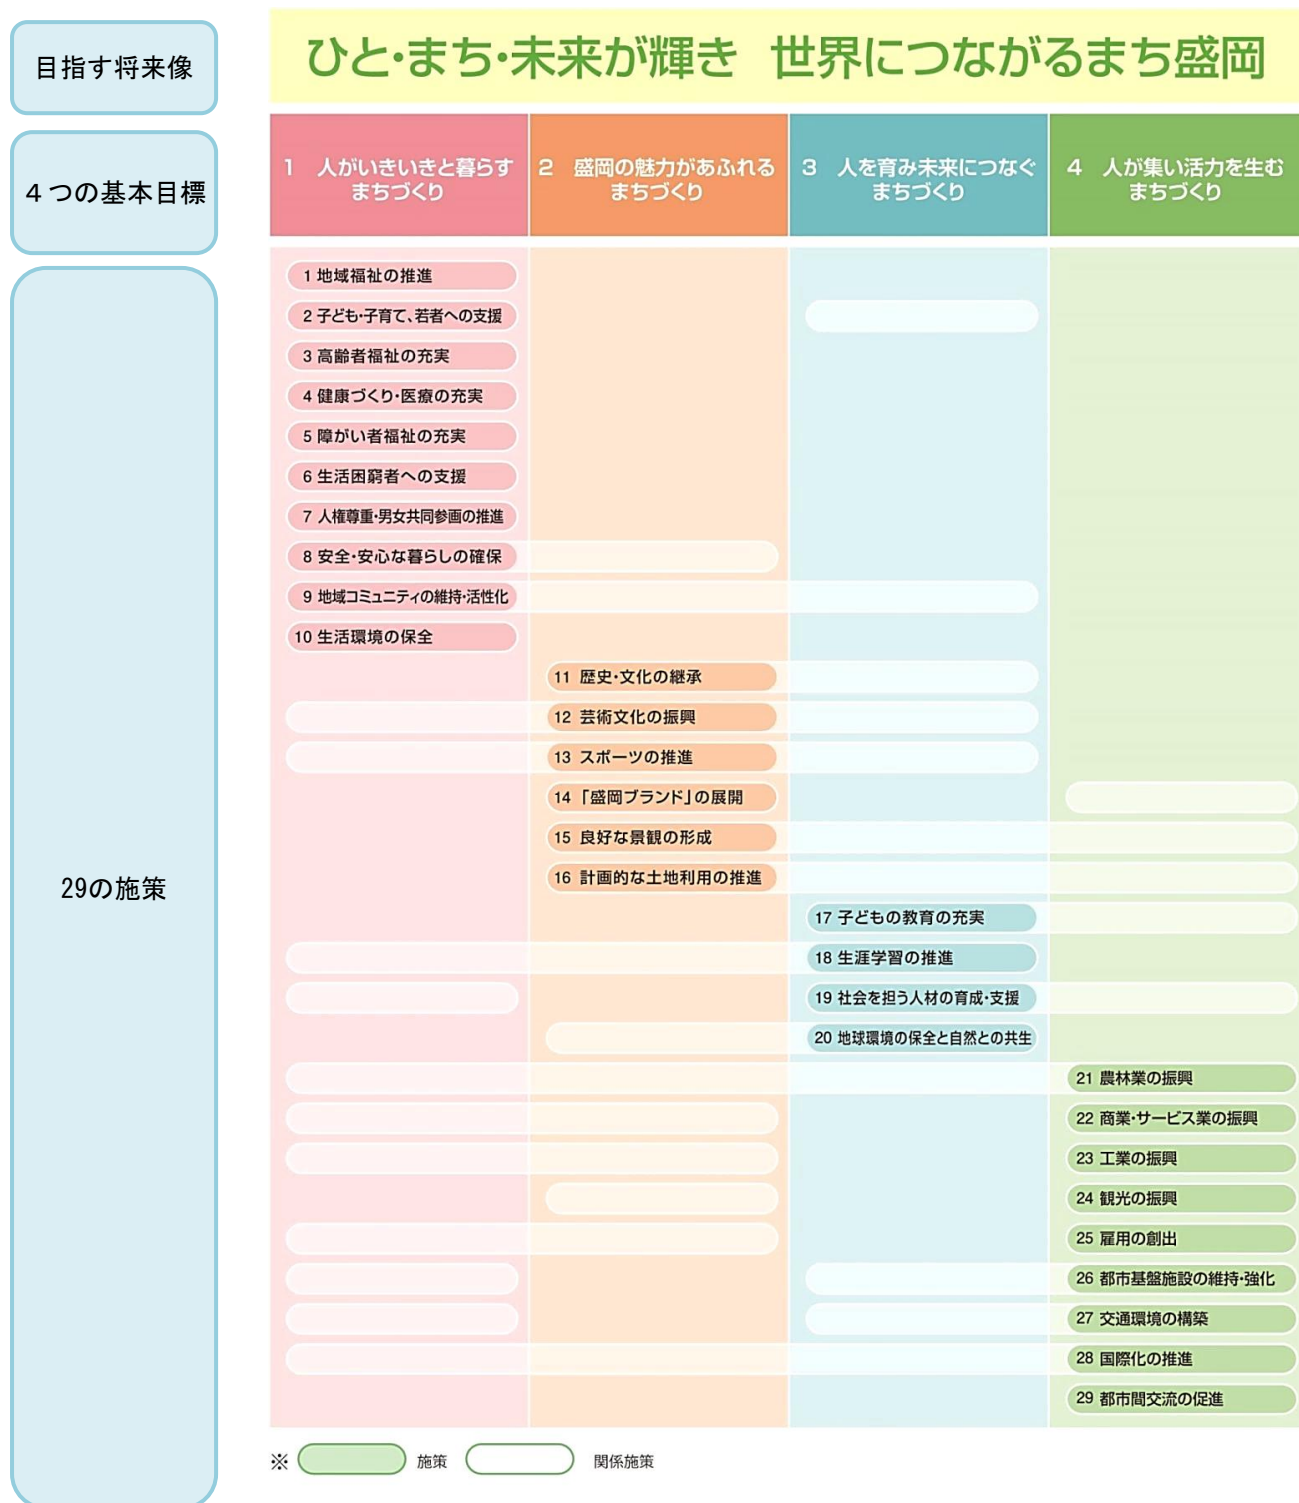 目指す将来像
ひと・まち・未来が輝き 世界につながるまち盛岡
4つの基本目標
1 人がいきいきと暮らす
まちづくり
2 盛岡の魅力があふれる
まちづくり
3 人を育み未来につなぐ
まちづくり
4 人が集い活力を生む
まちづくり
29の施策
1 地域福祉の推進
2 子ども・子育て、若者への支援
3 高齢者福祉の充実
4 健康づくり・医療の充実
5 障がい者福祉の充実
6 生活困窮者への支援
7 人権尊重・男女共同参画の推進
8 安全・安心な暮らしの確保
9 地域コミュニティの維持・活性化
10 生活環境の保全
11 歴史・文化の継承
12 芸術文化の振興
13 スポーツの推進
14 「盛岡ブランド」の展開
15 良好な景観の形成
16 計画的な土地利用の推進
17 子どもの教育の充実
18 生涯学習の推進
19 社会を担う人材の育成・支援
20 地球環境の保全と自然との共生
21 農林業の振興
22 商業・サービス業の振興
23 工業の振興
24 観光の振興
25 雇用の創出
26 都市基盤施設の維持・強化
27 交通環境の構築
28 国際化の推進
29 都市間交流の促進
※ 施策 関係施策